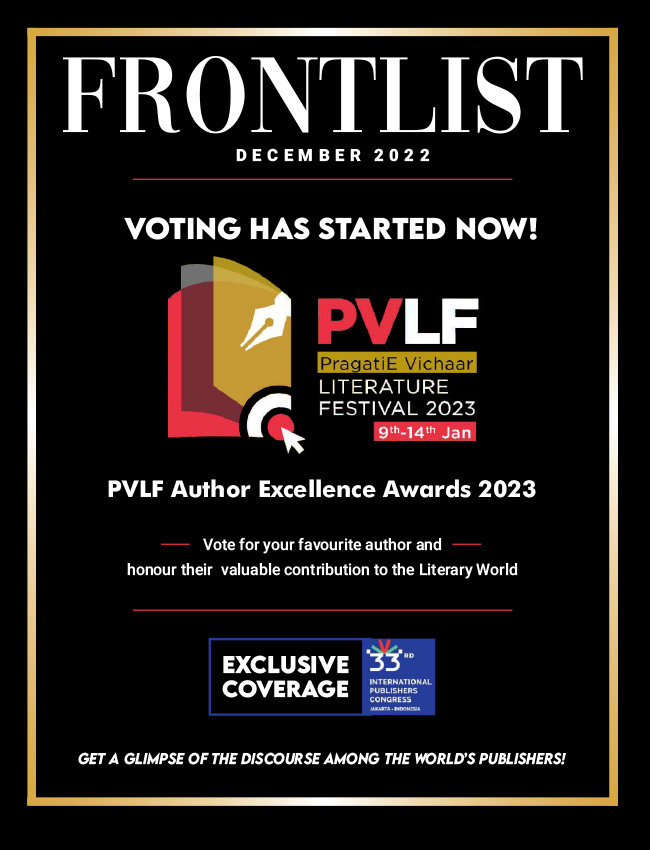 FRONTLIST
DECEMBER 2022
VOTING HAS STARTED NOW!
PVLF
PragatiE Vichaar
LITERATURE
FESTIVAL 2023
9th-14th Jan
PVLF Author Excellence Awards 2023
Vote for your favourite author and
honour their valuable contribution to the Literary World
EXCLUSIVE
COVERAGE
33RD
INTERNATIONAL
PUBLISHERS
CONGRESS
JAKARTA - INDONESIA
GET A GLIMPSE OF THE DISCOURSE AMONG THE WORLD'S PUBLISHERS!